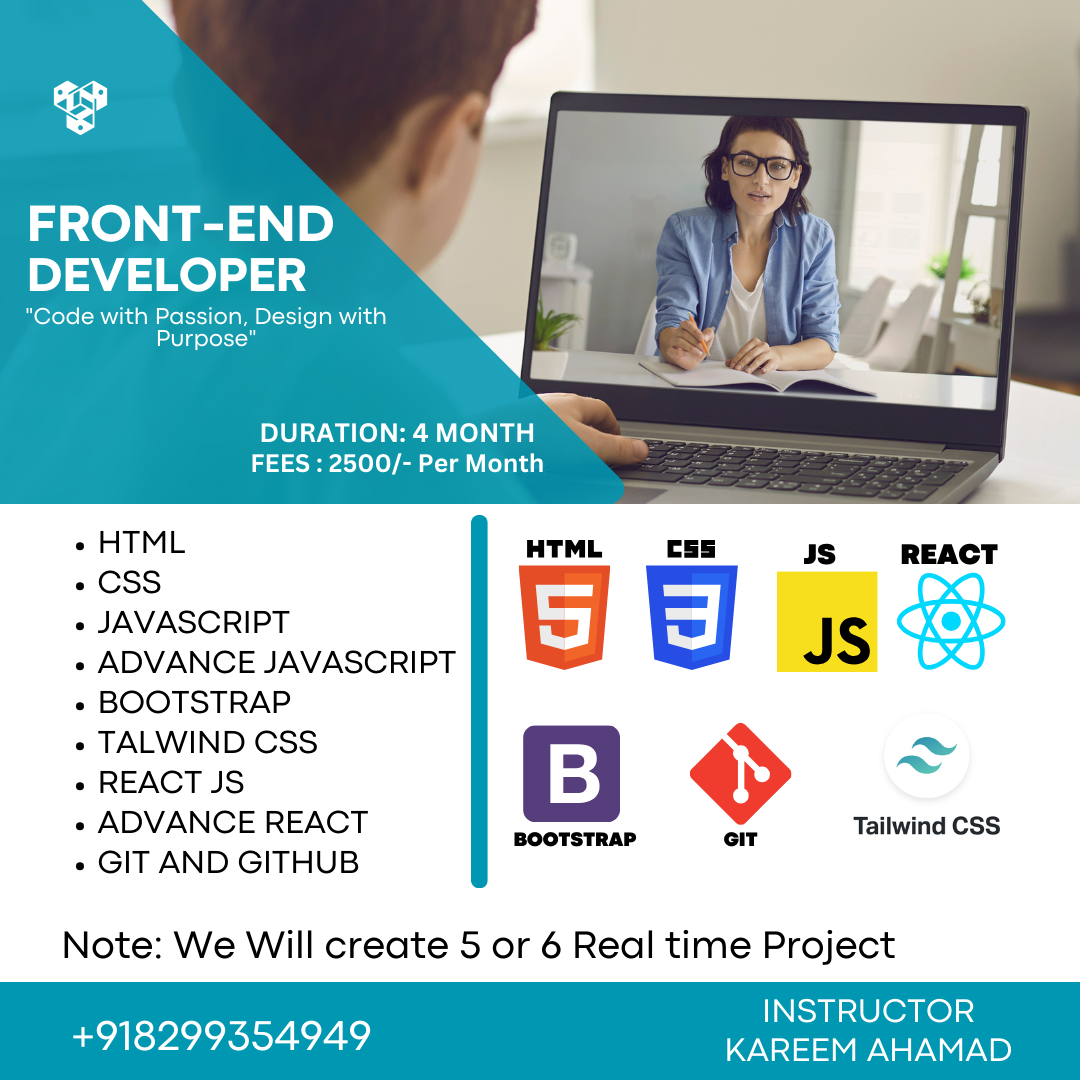 FRONT-END
DEVELOPER
"Code with Passion, Design with
Purpose"
DURATION: 4 MONTH
FEES : 2500/- Per Month
• HTML
• CSS
• JAVASCRIPT
• ADVANCE JAVASCRIPT
• BOOTSTRAP
• TALWIND CSS
• REACT JS
• ADVANCE REACT
• GIT AND GITHUB
HTML
CSS
JS
REACT
5
3
JS
B
BOOTSTRAP
GIT
Tailwind CSS
Note: We Will create 5 or 6 Real time Project
+918299354949
INSTRUCTOR
KAREEM AHAMAD